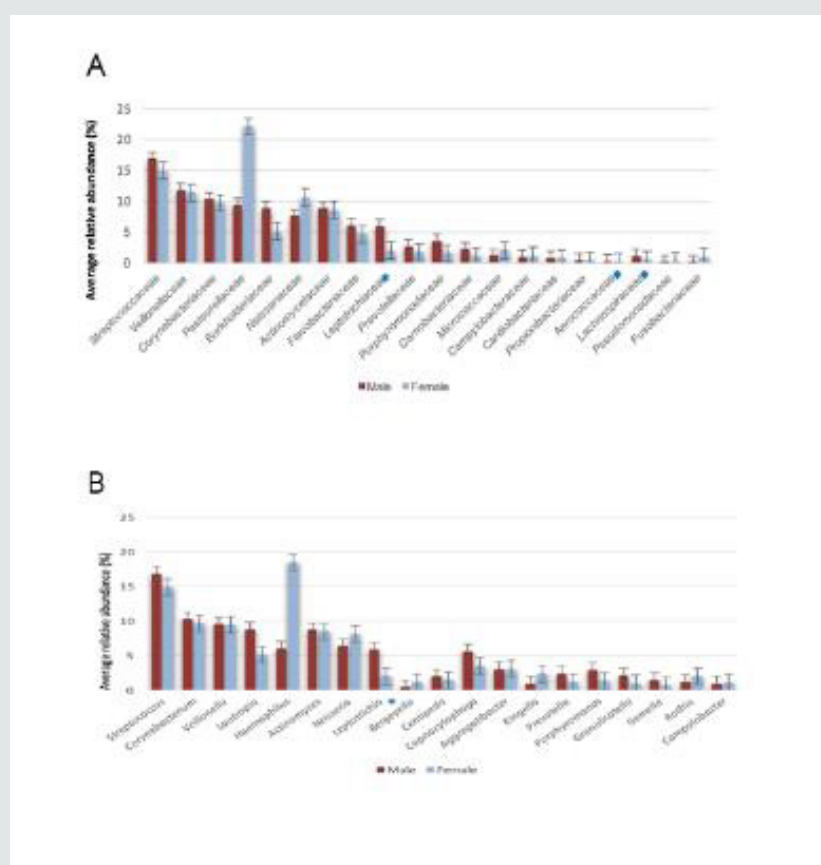 A
Average relative abundance (%)
25
20
15
10
5
0
Streptococcaceae
Veillonellaceae
Corynebacteriaceae
Pasteurellaceae
Burkholderiaceae
Neisseriaceae
Actinomycetaceae
Flavobacteriaceae
Leptotrichiaceae
Prevotellaceae
Porphyromonadaceae
Carnobacteriaceae
Micrococcaceae
Campylobacteraceae
Cardiobacteriaceae
Propionibacteriaceae
Aerococcaceae
Lachnospiraceae
Pseudomonadaceae
Fusobacteriaceae
Male Female
B
Average relative abundance (%)
25
20
15
10
5
0
Streptococcus
Corynebacterium
Veillonella
Lautropia
Haemophilus
Actinomyces
Neisseria
Leptotrichia
Bergeyella
Capnocytophaga
Aggregatibacter
Kingella
Prevotella
Porphyromonas
Granulicatella
Gemella
Rothia
Campylobacter
Male Female